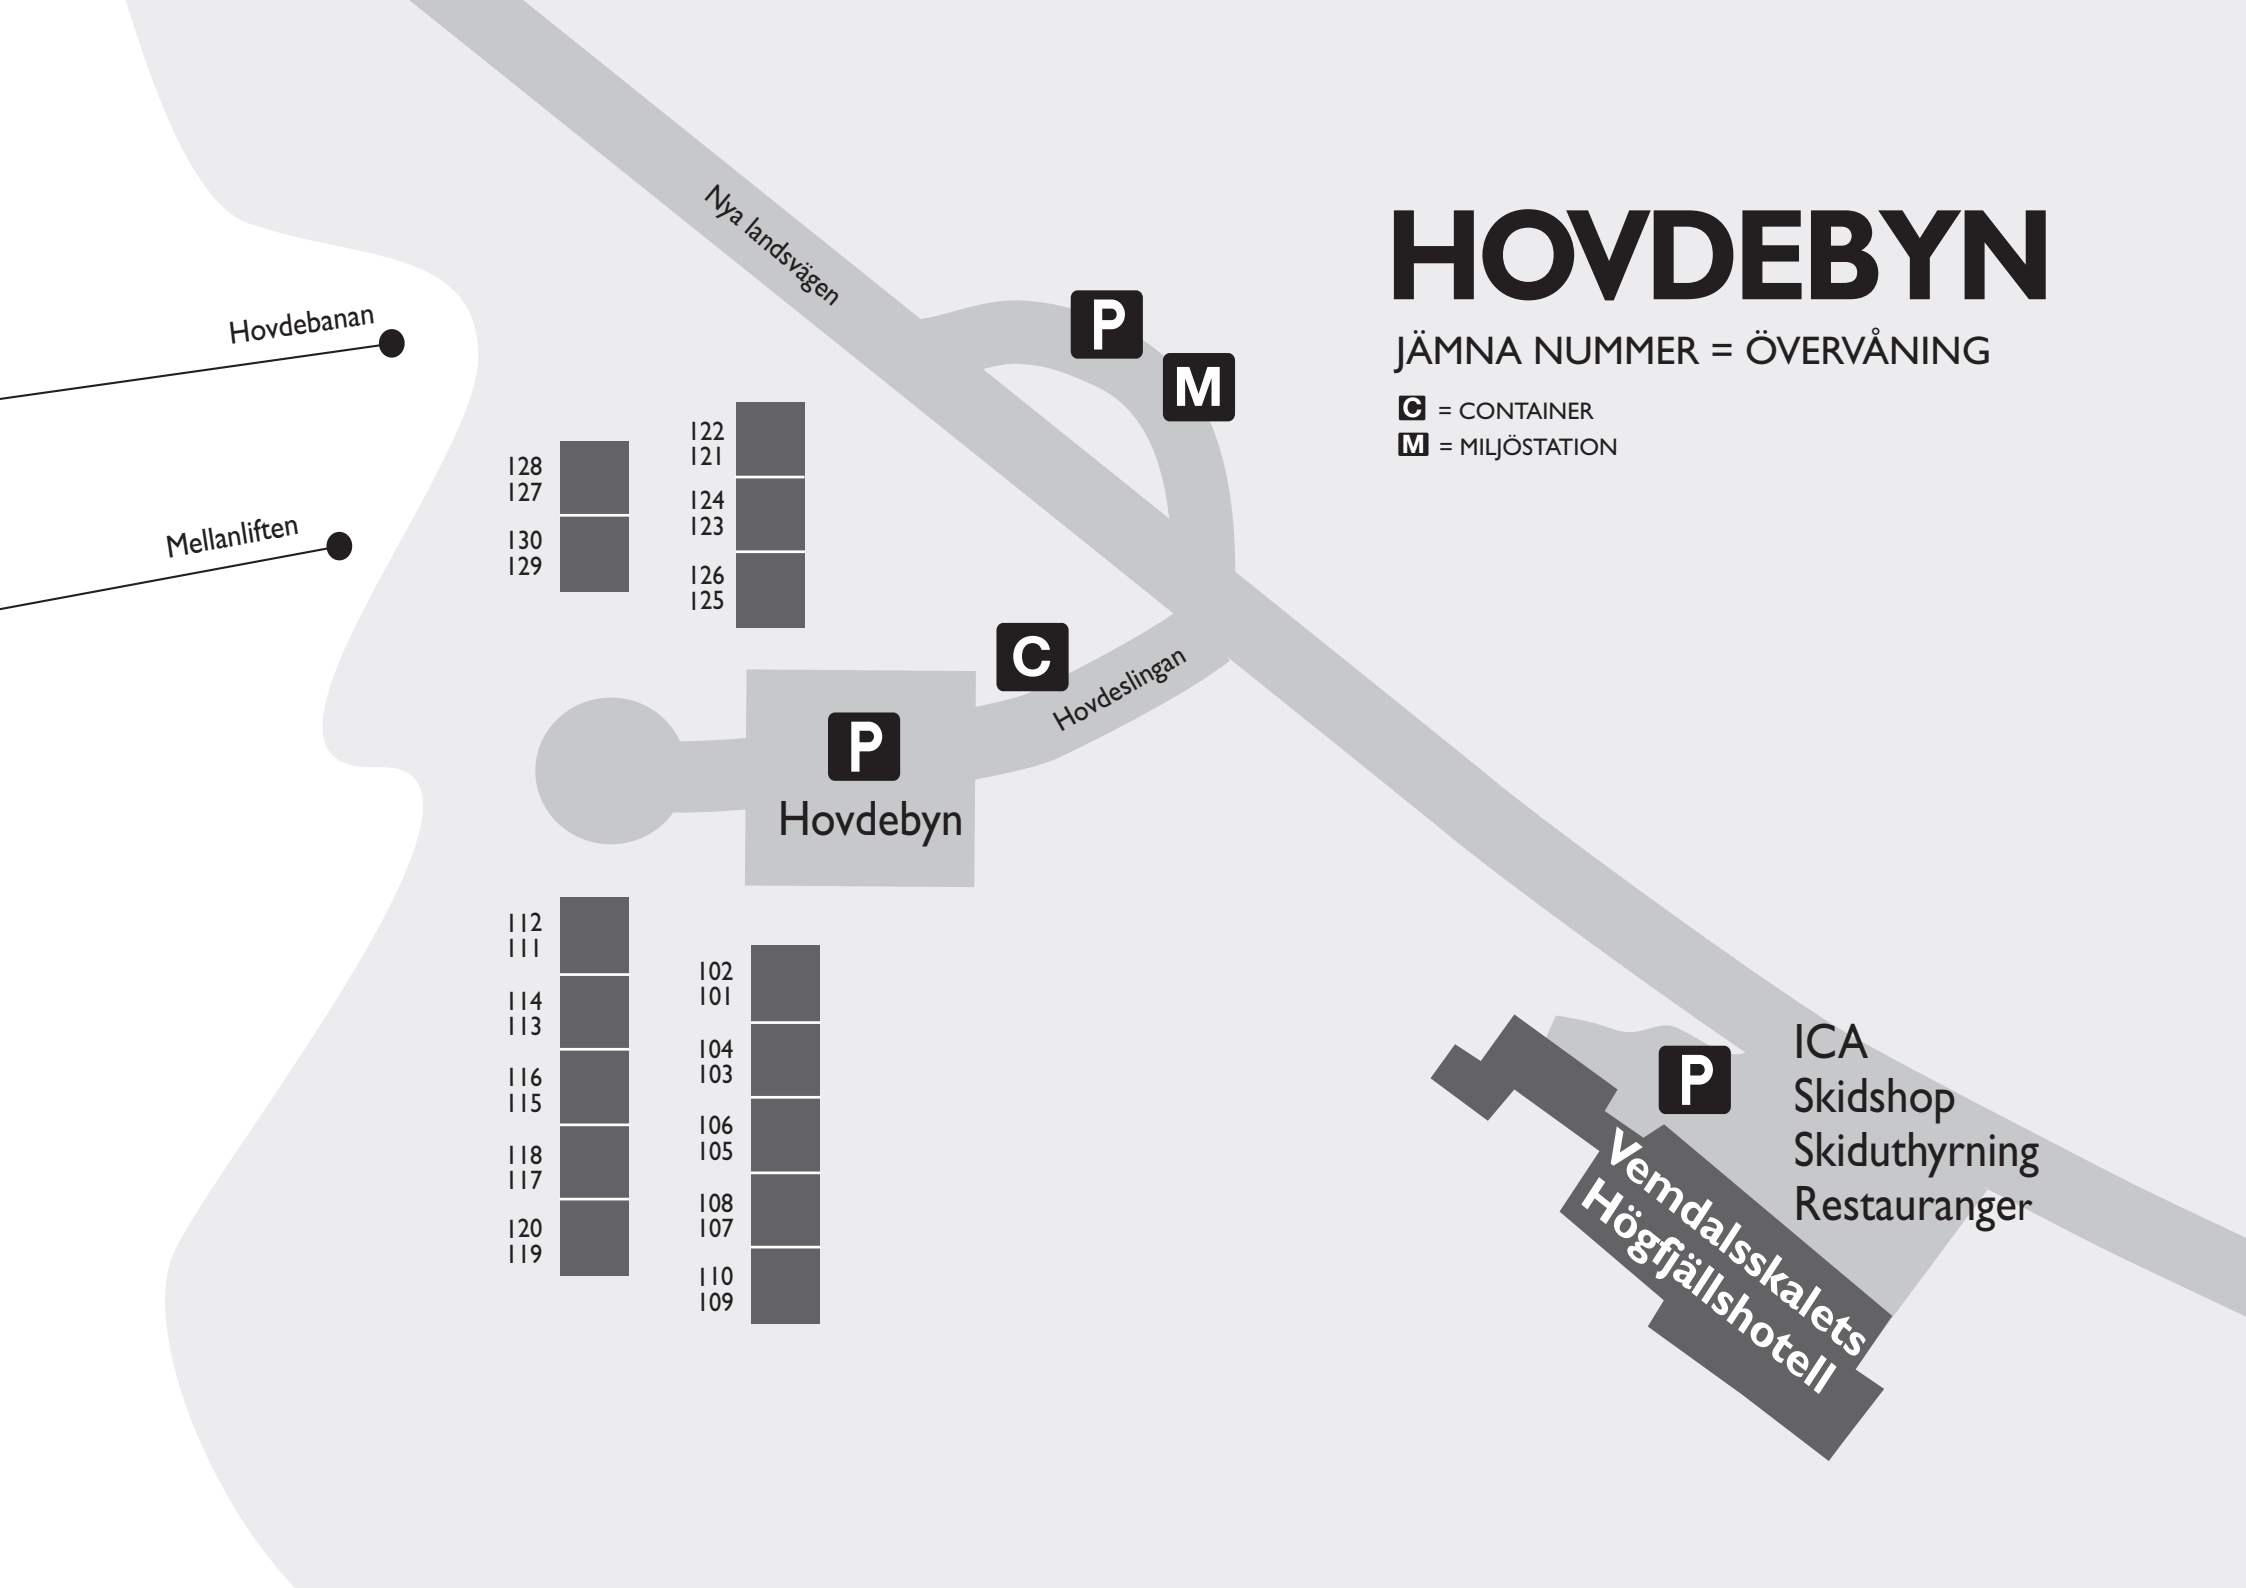 HOVDEBYN
JÄMNA NUMMER = ÖVERVÅNING
C = CONTAINER
M = MILJÖSTATION
Nya landsvägen
Hovdebanan
Mellanliften
P
M
122
121
124
123
126
125
128
127
130
129
C
Hovdeslingan
P
Hovdebyn
112
111
114
113
116
115
118
117
120
119
102
101
104
103
106
105
108
107
110
109
P
ICA
Skidshop
Skiduthyrning
Restauranger
Vemdalsskalets
Högfjällshotell